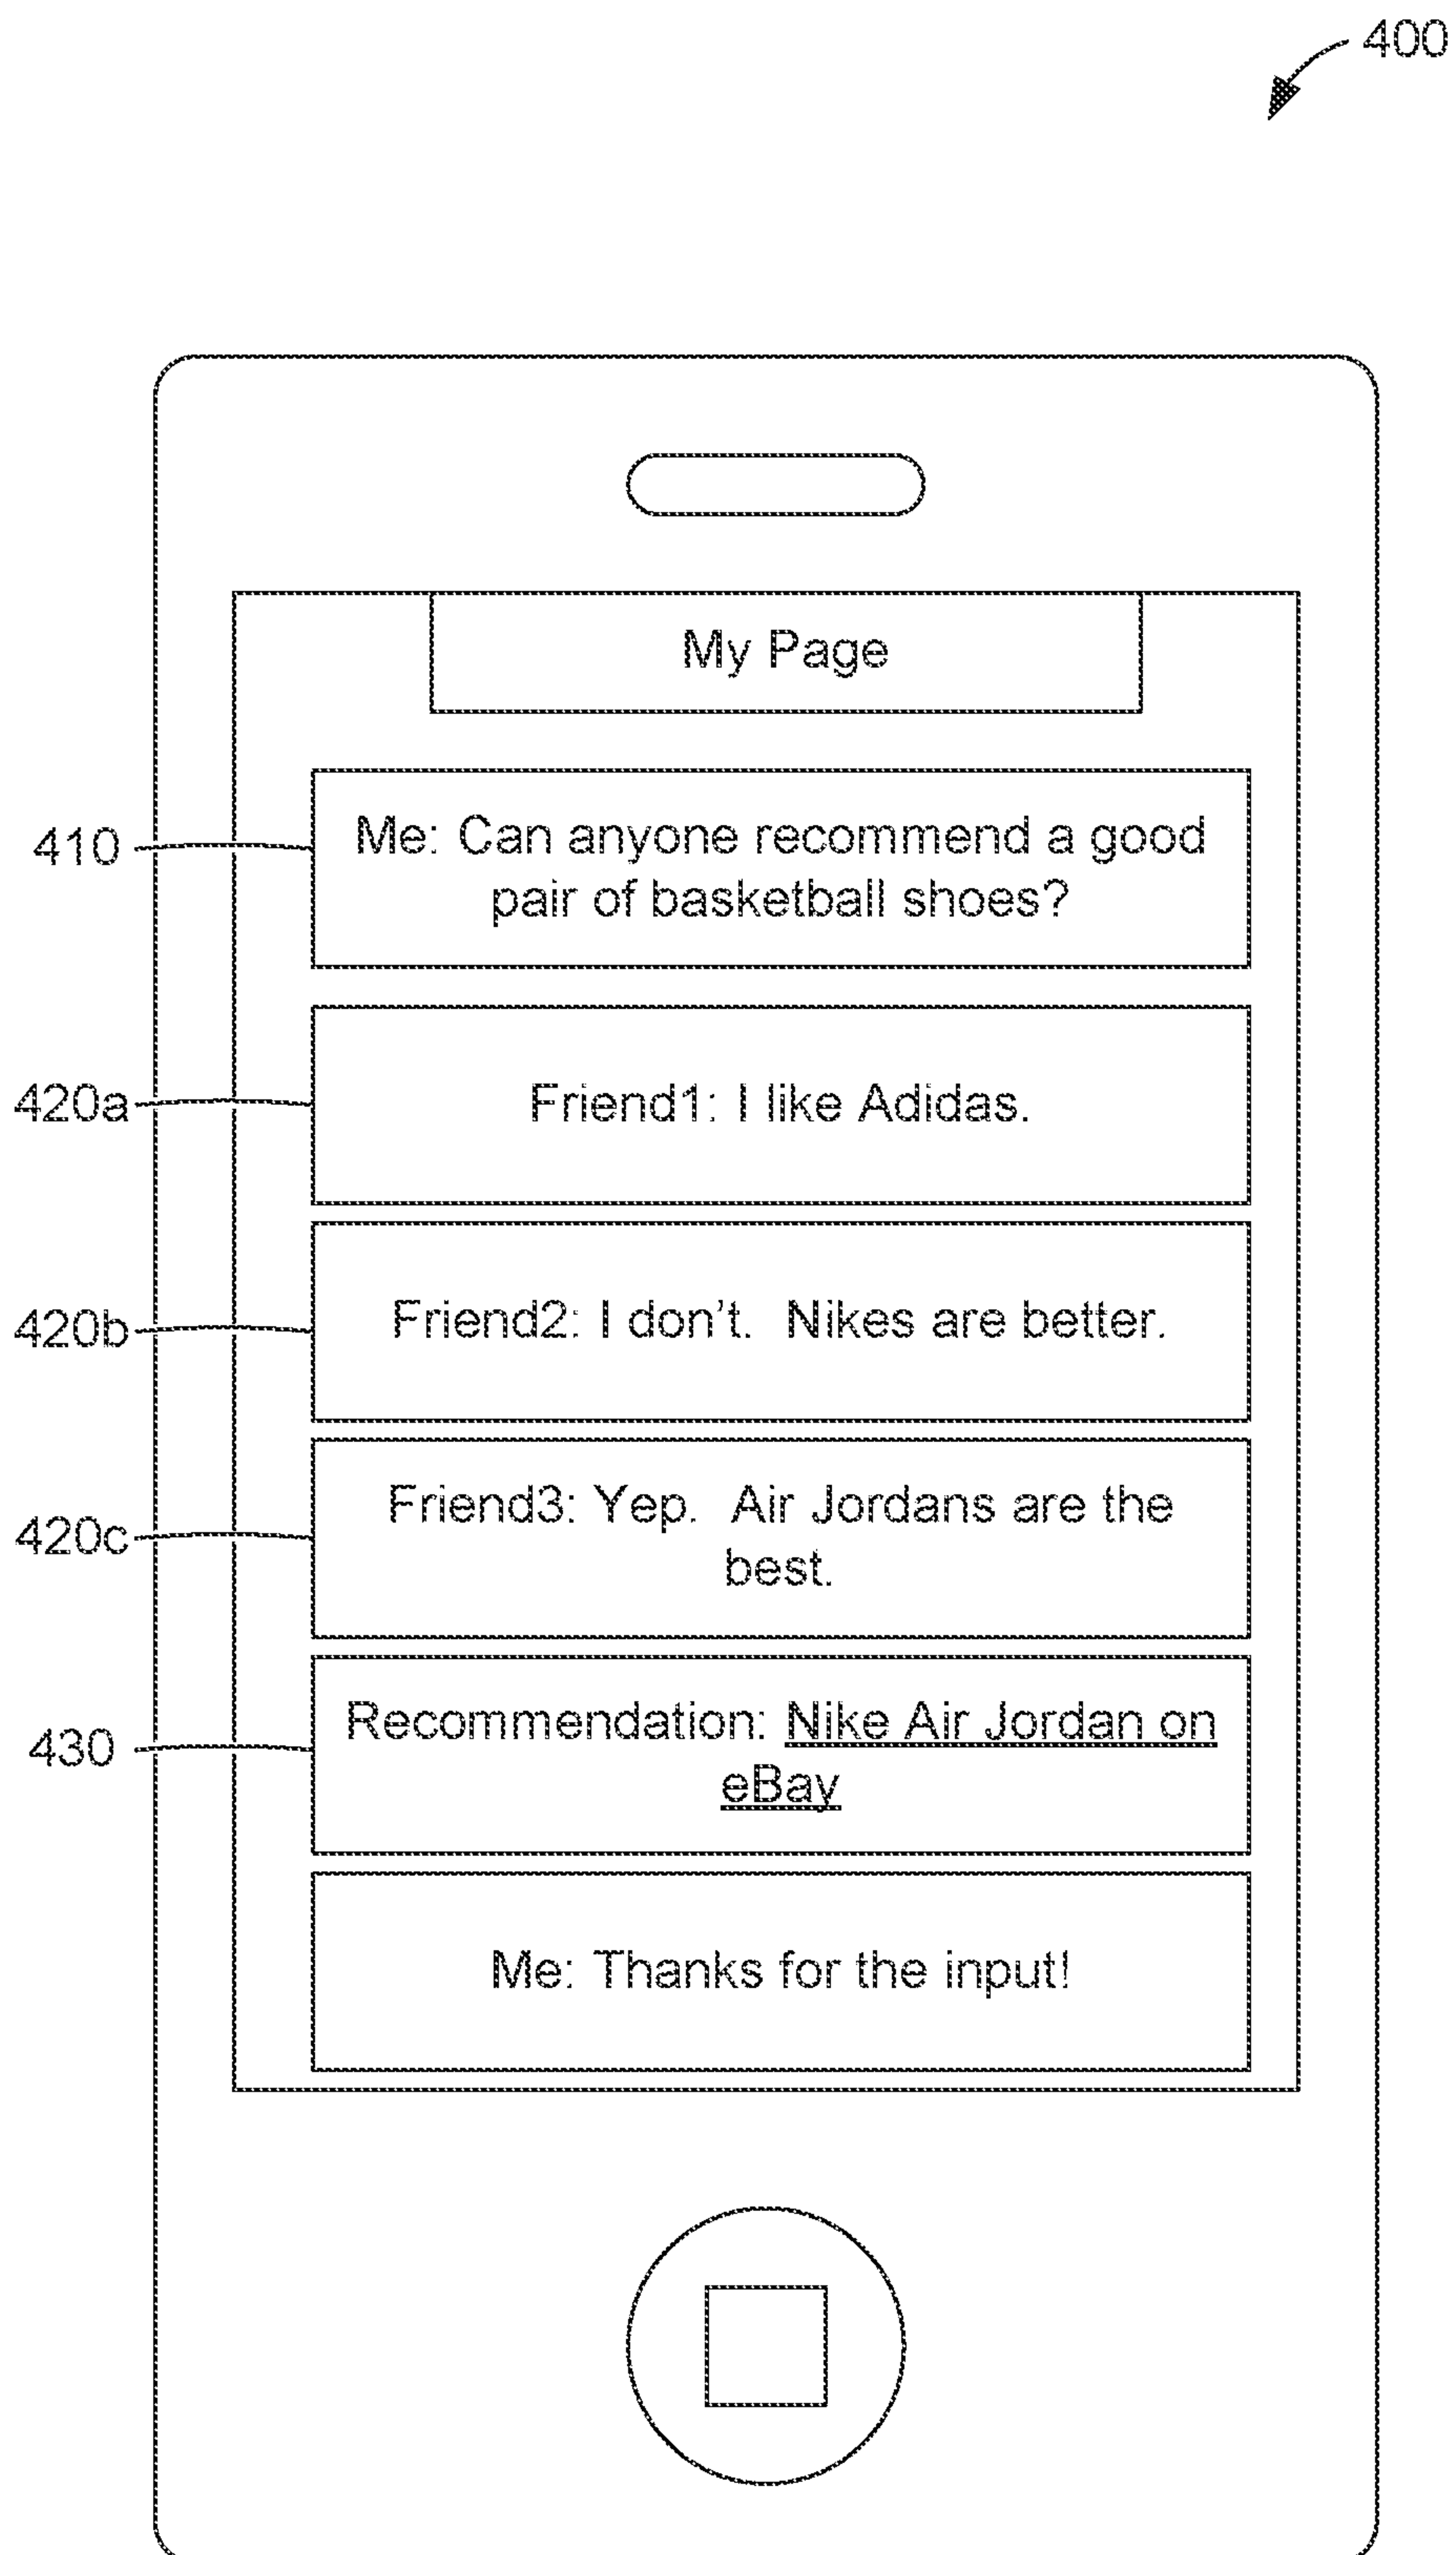 400
My Page
410
Me: Can anyone recommend a good
pair of basketball shoes?
420a
Friend1: I like Adidas.
420b
Friend2: I don't. Nikes are better.
420c
Friend3: Yep. Air Jordans are the
best.
430
Recommendation: Nike Air Jordan on
eBay
Me: Thanks for the input!